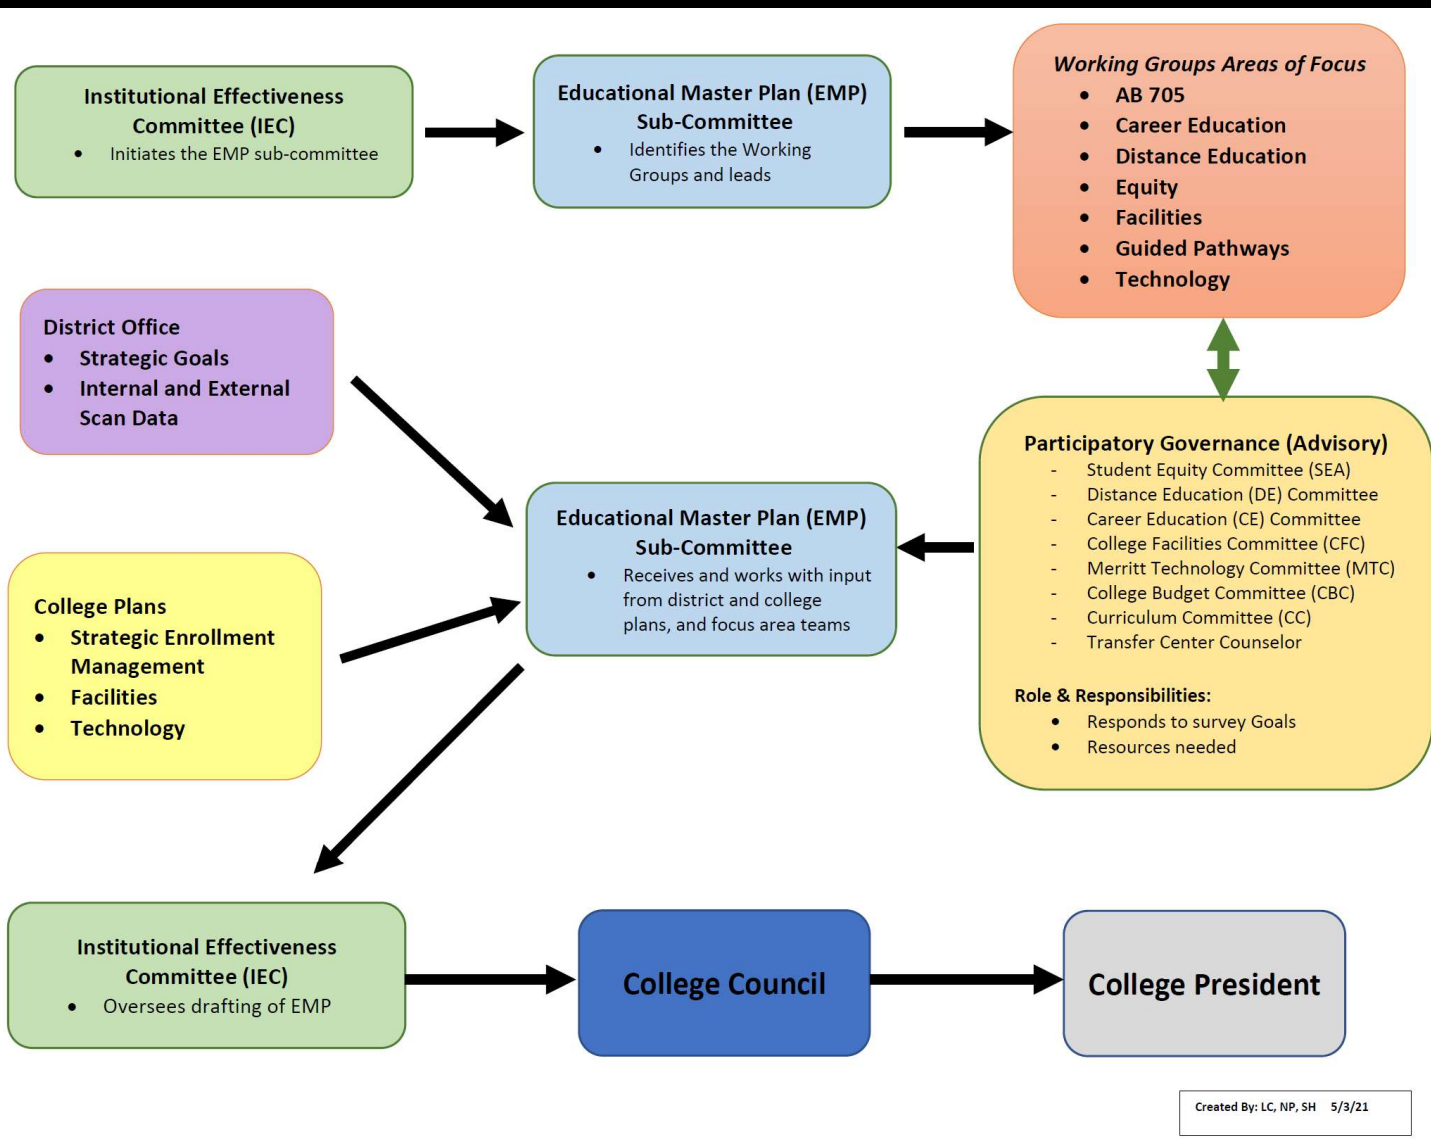 Institutional Effectiveness
Committee (IEC)
• Initiates the EMP sub-committee
Educational Master Plan (EMP)
Sub-Committee
• Identifies the Working
Groups and leads
Working Groups Areas of Focus
• AB 705
• Career Education
• Distance Education
• Equity
• Facilities
• Guided Pathways
• Technology
District Office
• Strategic Goals
• Internal and External
Scan Data
Participatory Governance (Advisory)
- Student Equity Committee (SEA)
- Distance Education (DE) Committee
- Career Education (CE) Committee
- College Facilities Committee (CFC)
- Merritt Technology Committee (MTC)
- College Budget Committee (CBC)
- Curriculum Committee (CC)
- Transfer Center Counselor
Role & Responsibilities:
• Responds to survey Goals
• Resources needed
Educational Master Plan (EMP)
Sub-Committee
• Receives and works with input
from district and college
plans, and focus area teams
College Plans
• Strategic Enrollment
Management
• Facilities
• Technology
Institutional Effectiveness
Committee (IEC)
• Oversees drafting of EMP
College Council
College President
Created By: LC, NP, SH 5/3/21